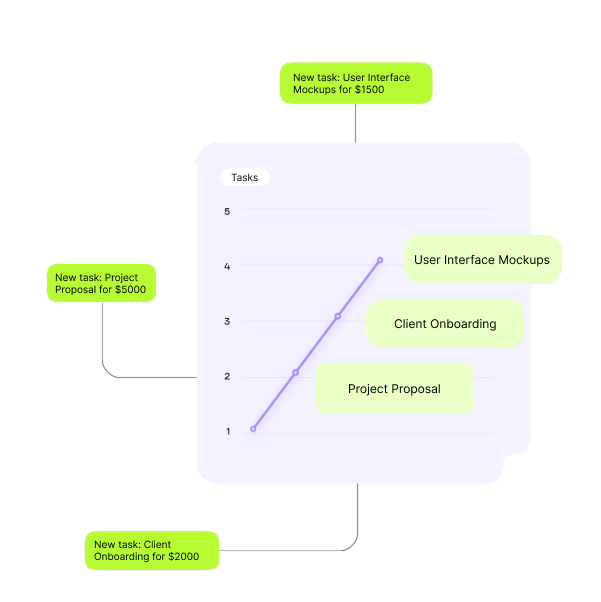 New task: User Interface
Mockups for $1500
Tasks
5
4
User Interface Mockups
New task: Project
Proposal for $5000
3
Client Onboarding
2
Project Proposal
1
New task: Client
Onboarding for $2000